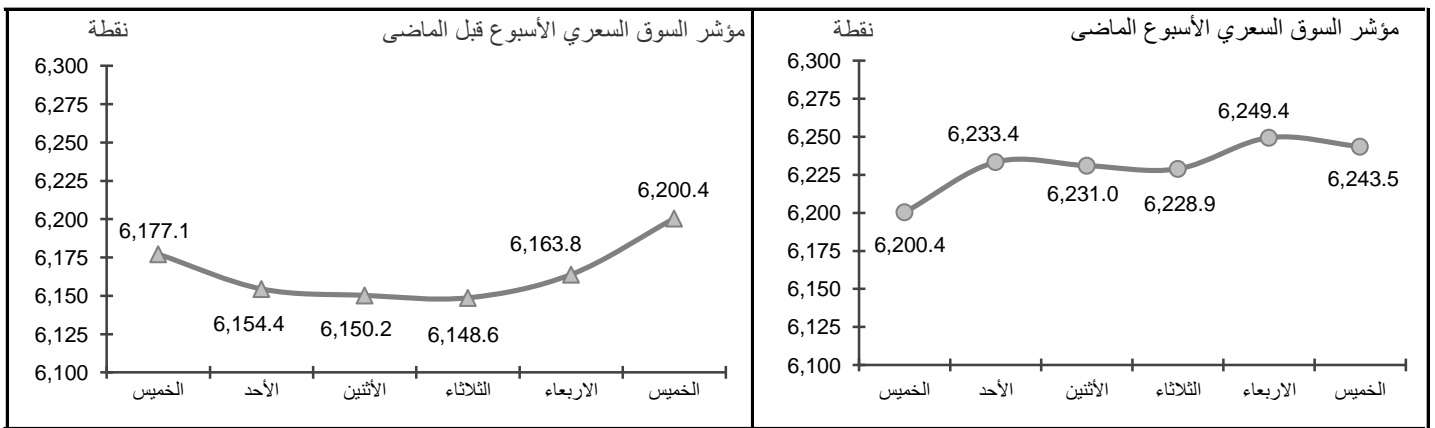 مؤشر السوق السعري الأسبوع الماضى
نقطة
6,300
6,275
6,250
6,225
6,200
6,175
6,150
6,125
6,100
6,200.4
6,233.4
6,231.0
6,228.9
6,249.4
6,243.5
الخميس
الأحد
الأثنين
الثلاثاء
الاربعاء
الخميس
مؤشر السوق السعري الأسبوع قبل الماضى
نقطة
6,300
6,275
6,250
6,225
6,200
6,175
6,150
6,125
6,100
6,177.1
6,154.4
6,150.2
6,148.6
6,163.8
6,200.4
الخميس
الأحد
الأثنين
الثلاثاء
الاربعاء
الخميس